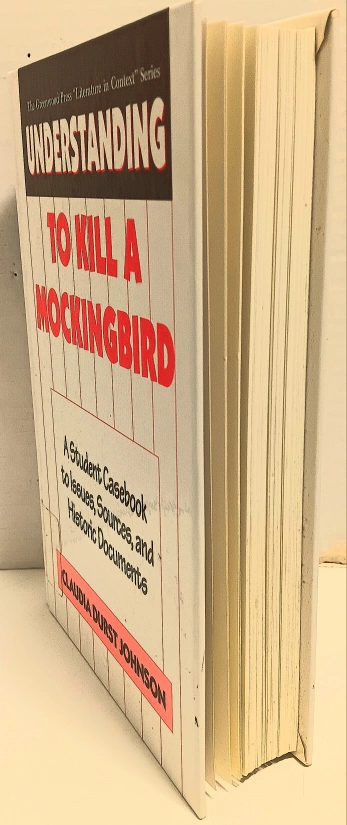 The Greenwood Press "Literature in Context" Series
UNDERSTANDING
TO KILL A
MOCKINGBIRD
A Student Casebook
to Issues, Sources, and
Historic Documents
CLAUDIA DURST JOHNSON